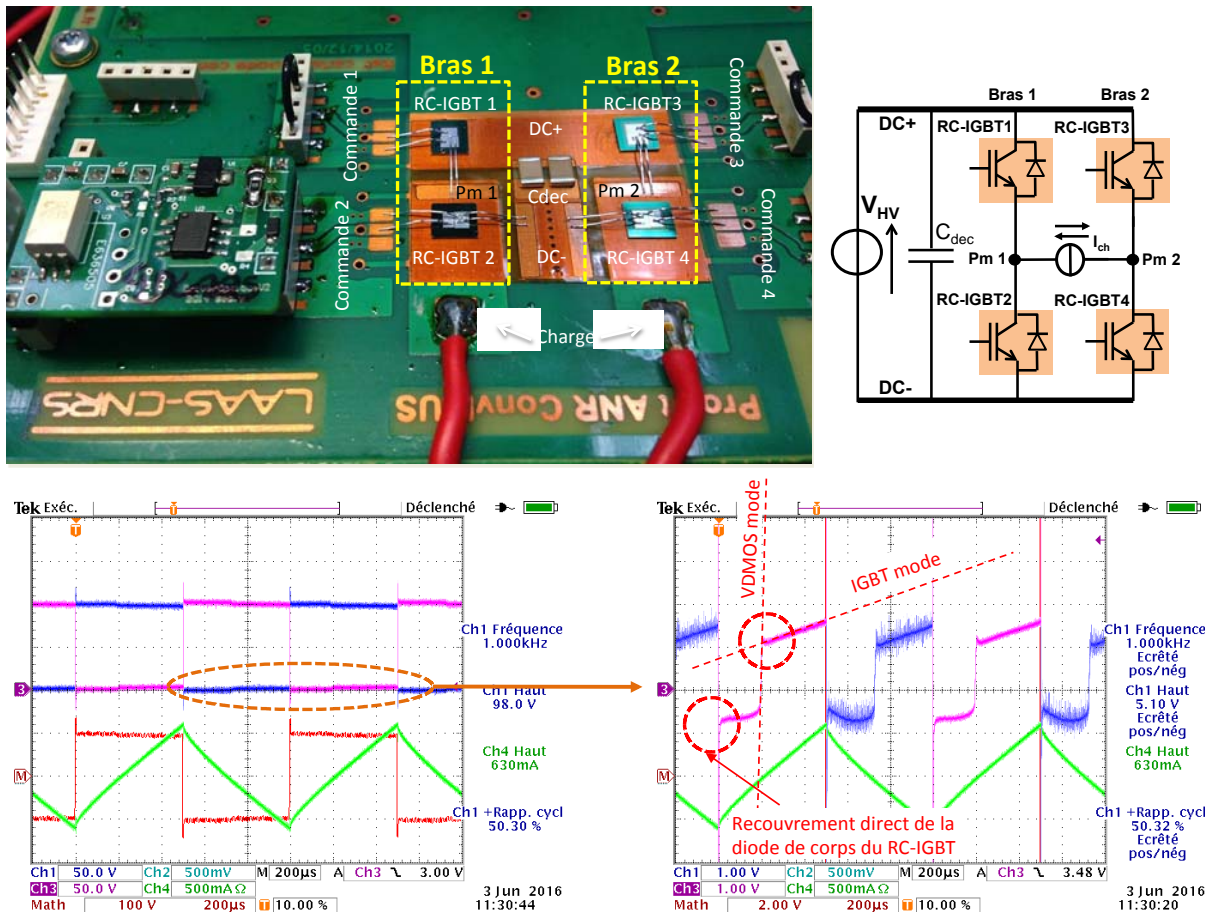 2014/12/05
Bras 1
Bras 2
RC-IGBT 1
RC-IGBT3
DC+
Commande 1
Commande 3
Pm 1
Cdec
Pm 2
Commande 2
Commande 4
RC-IGBT 2
DC-
RC-IGBT 4
Charge
LAAS-CNRS
ANR
Bras 1
Bras 2
DC+
RC-IGBT1
RC-IGBT3
VHV
Cdec
Ich
Pm 1
Pm 2
RC-IGBT2
RC-IGBT4
DC-
Tek Exéc.
Déclenché
T
T
3
M
Ch1 Fréquence
1.000kHz
Ch1 Haut
98.0 V
Ch4 Haut
630mA
Ch1 +Rapp. cycl
50.30 %
Ch1 50.0 V Ch2 500mV M 200µs A Ch3 3.00 V
Ch3 50.0 V Ch4 500mA Ω
Math 100 V 200µs T 10.00 %
3 Jun 2016
11:30:44
Tek Exéc.
Déclenché
T
T
VDMOS mode
IGBT mode
3
M
Ch1 Fréquence
1.000kHz
Ecrêté
pos/nég
Ch1 Haut
5.10 V
Ecrêté
pos/nég
Ch4 Haut
630mA
Ch1 +Rapp. cycl
50.32 %
Ecrêté
pos/nég
Recouvrement direct de la
diode de corps du RC-IGBT
Ch1 1.00 V Ch2 500mV M 200µs A Ch3 3.48 V
Ch3 1.00 V Ch4 500mA Ω
Math 2.00 V 200µs T 10.00 %
3 Jun 2016
11:30:20